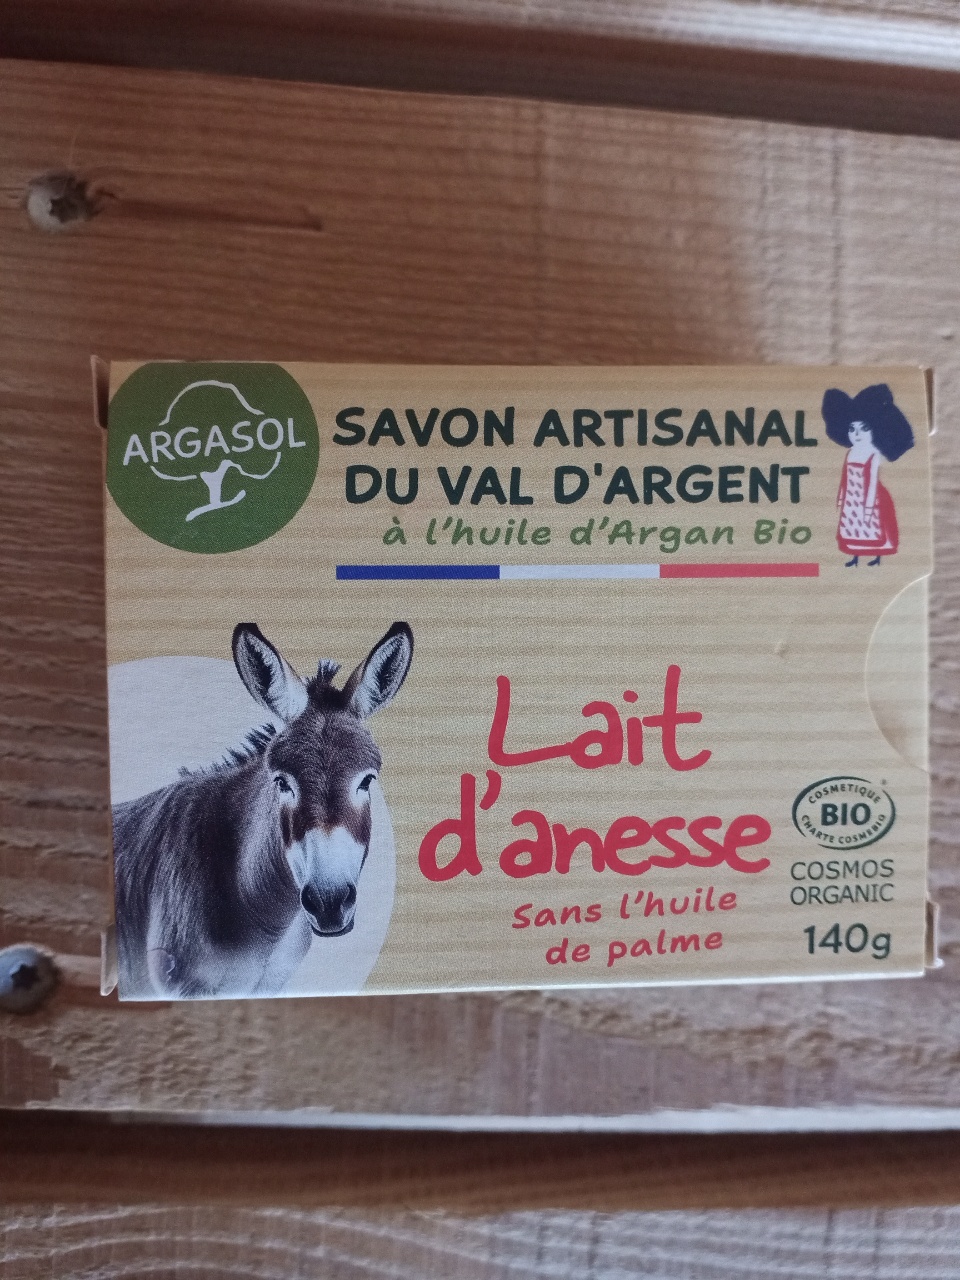 ARGASOL
SAVON ARTISANAL
DU VAL D'ARGENT
à l'huile d'Argan Bio
Lait
d'anesse
Sans l'huile
de palme
COSMETIQUE
BIO
CHARTE COSMEBIO
COSMOS
ORGANIC
140g